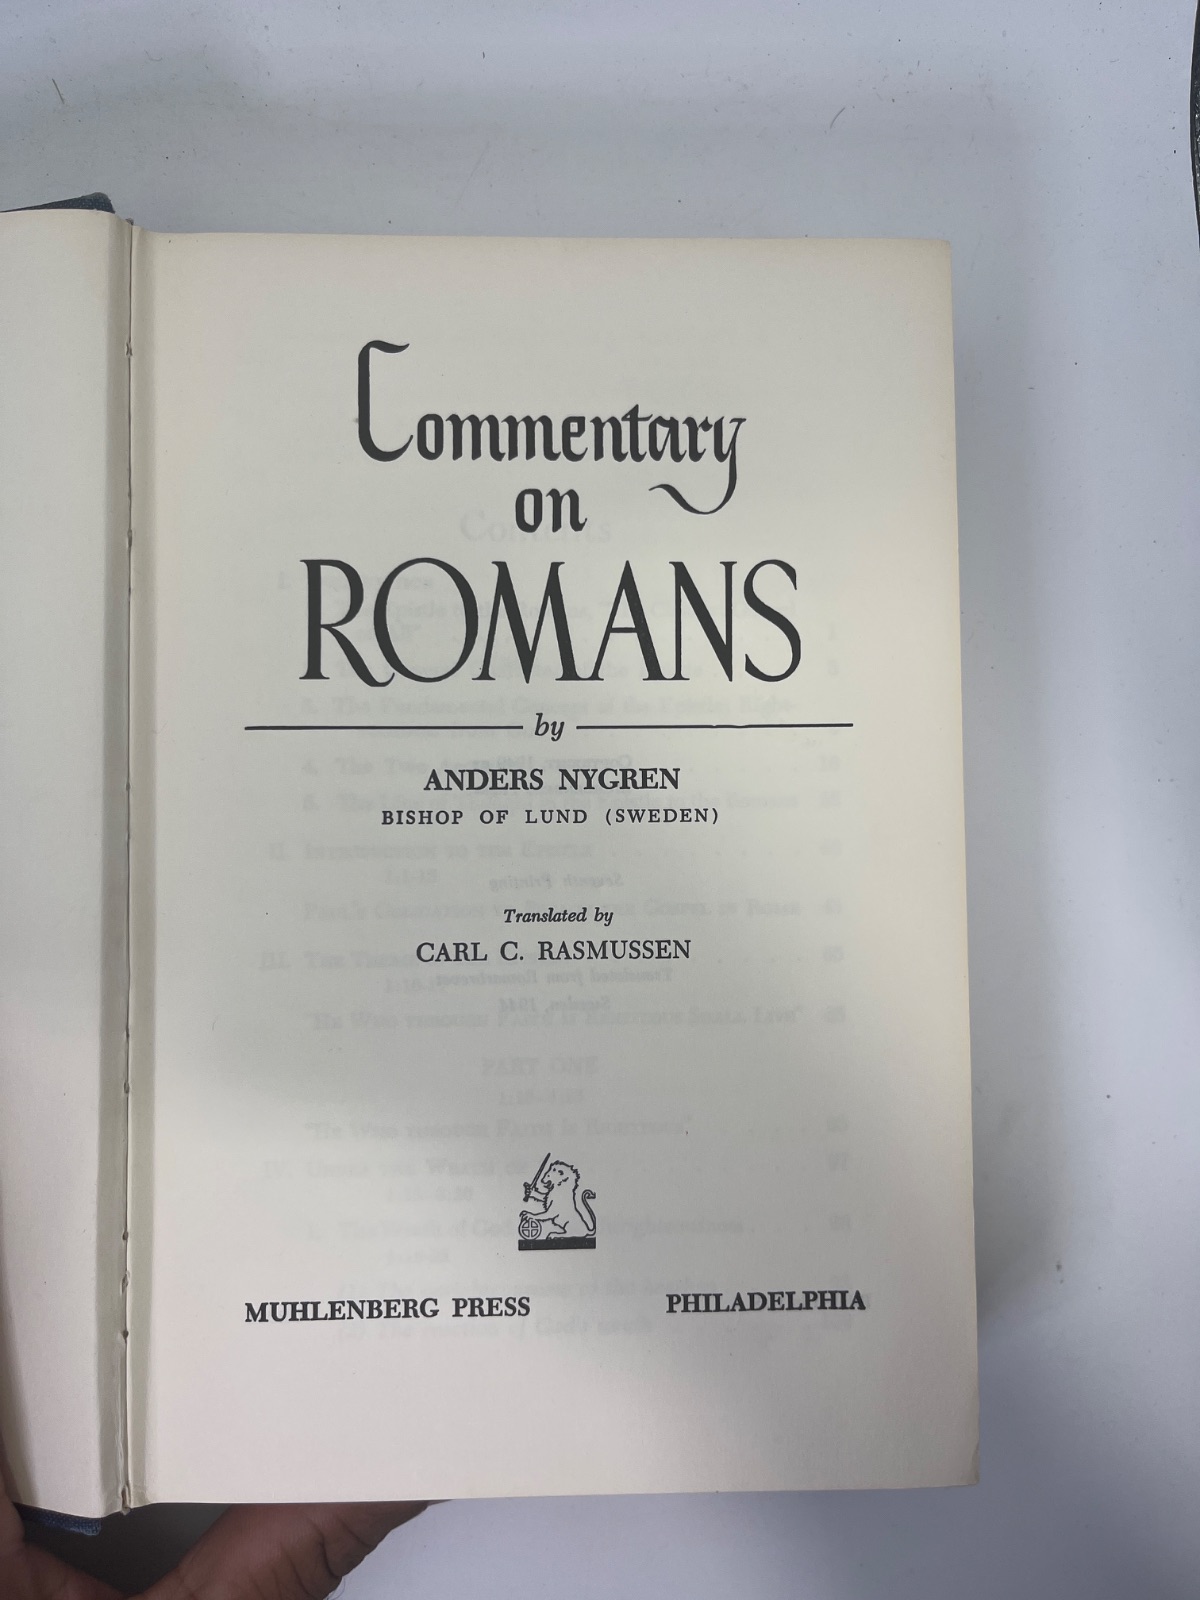 Commentary
on
ROMANS
by
ANDERS NYGREN
BISHOP OF LUND (SWEDEN)
Translated by
CARL C. RASMUSSEN
MUHLENBERG PRESS PHILADELPHIA